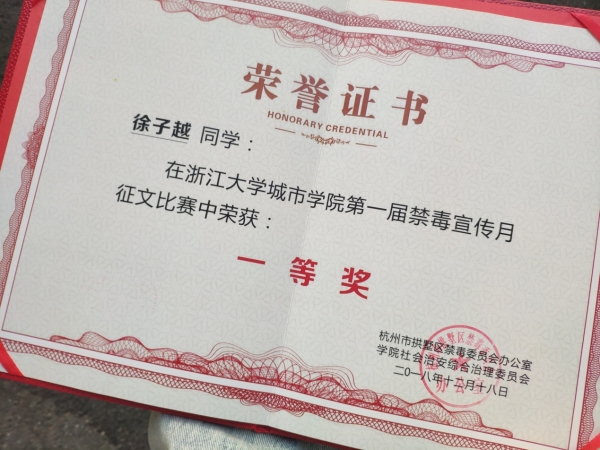 荣誉证书
HONORARY CREDENTIAL
徐子越 同学：
在浙江大学城市学院第一届禁毒宣传月
征文比赛中荣获：
一等奖
杭州市拱墅区禁毒委员会办公室
学院社会治安综合治理委员会
二〇一八年十二月十八日